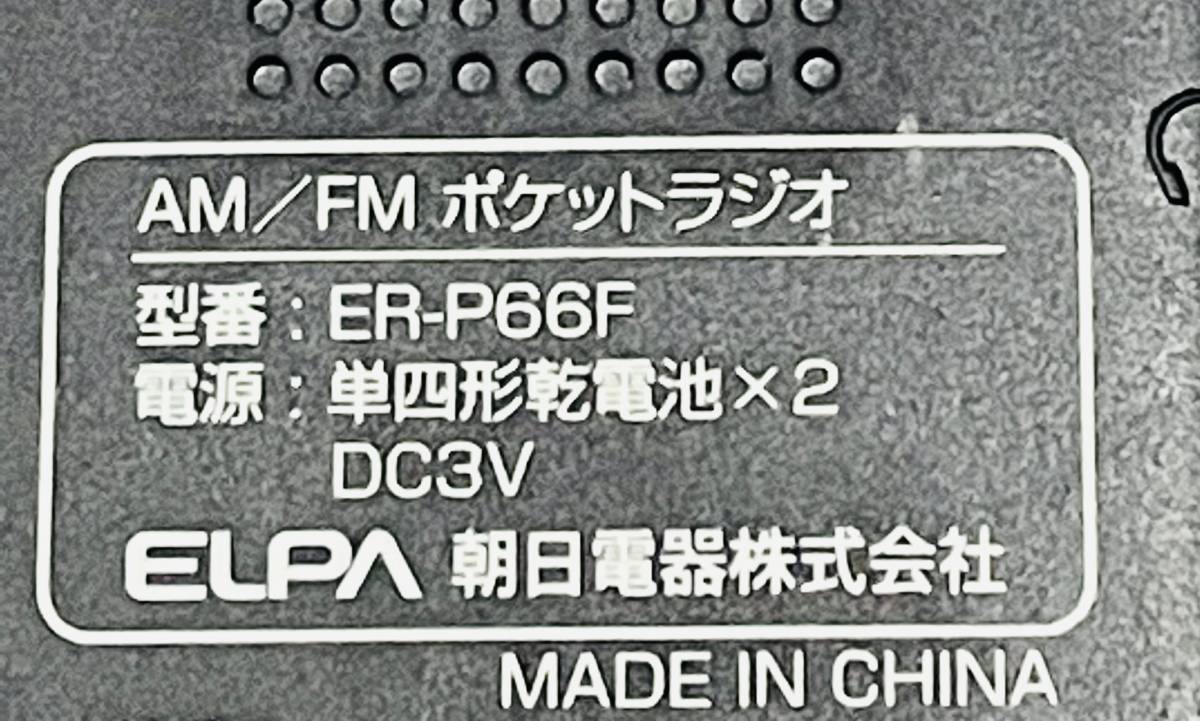 AM／FM ポケットラジオ
型番：ER-P66F
電源：単四形乾電池×2
DC3V
ELPA 朝日電器株式会社
MADE IN CHINA